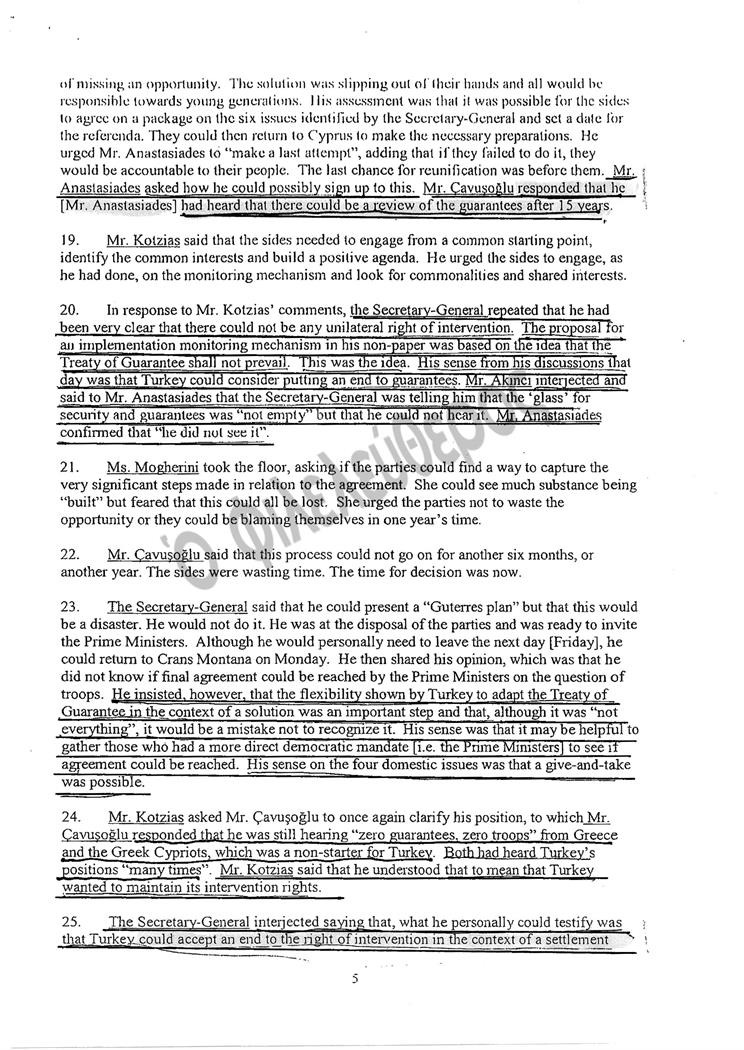 of missing an opportunity. The solution was slipping out of their hands and all would be
responsible towards young generations. His assessment was that it was possible for the sides
to agree on a package on the six issues identified by the Secretary-General and set a date for
the referenda. They could then return to Cyprus to make the necessary preparations. He
urged Mr. Anastasiades to “make a last attempt”, adding that if they failed to do it, they
would be accountable to their people. The last chance for reunification was before them. Mr.
Anastasiades asked how he could possibly sign up to this. Mr. Çavuşoğlu responded that he
[Mr. Anastasiades] had heard that there could be a review of the guarantees after 15 years.
19. Mr. Kotzias said that the sides needed to engage from a common starting point,
identify the common interests and build a positive agenda. He urged the sides to engage, as
he had done, on the monitoring mechanism and look for commonalities and shared interests.
20. In response to Mr. Kotzias’ comments, the Secretary-General repeated that he had
been very clear that there could not be any unilateral right of intervention. The proposal for
an implementation monitoring mechanism in his non-paper was based on the idea that the
Treaty of Guarantee shall not prevail. This was the idea. His sense from his discussions that
day was that Turkey could consider putting an end to guarantees. Mr. Akıncı interjected and
said to Mr. Anastasiades that the Secretary-General was telling him that the ‘glass’ for
security and guarantees was “not empty” but that he could not hear it. Mr. Anastasiades
confirmed that “he did not see it”.
21. Ms. Mogherini took the floor, asking if the parties could find a way to capture the
very significant steps made in relation to the agreement. She could see much substance being
“built” but feared that this could all be lost. She urged the parties not to waste the
opportunity or they could be blaming themselves in one year’s time.
22. Mr. Çavuşoğlu said that this process could not go on for another six months, or
another year. The sides were wasting time. The time for decision was now.
23. The Secretary-General said that he could present a “Guterres plan” but that this would
be a disaster. He would not do it. He was at the disposal of the parties and was ready to invite
the Prime Ministers. Although he would personally need to leave the next day [Friday], he
could return to Crans Montana on Monday. He then shared his opinion, which was that he
did not know if final agreement could be reached by the Prime Ministers on the question of
troops. He insisted, however, that the flexibility shown by Turkey to adapt the Treaty of
Guarantee in the context of a solution was an important step and that, although it was “not
everything”, it would be a mistake not to recognize it. His sense was that it may be helpful to
gather those who had a more direct democratic mandate [i.e. the Prime Ministers] to see if
agreement could be reached. His sense on the four domestic issues was that a give-and-take
was possible.
24. Mr. Kotzias asked Mr. Çavuşoğlu to once again clarify his position, to which Mr.
Çavuşoğlu responded that he was still hearing “zero guarantees, zero troops” from Greece
and the Greek Cypriots, which was a non-starter for Turkey. Both had heard Turkey’s
positions “many times”. Mr. Kotzias said that he understood that to mean that Turkey
wanted to maintain its intervention rights.
25. The Secretary-General interjected saying that, what he personally could testify was
that Turkey could accept an end to the right of intervention in the context of a settlement
5
ὁ φιλελεύθερος